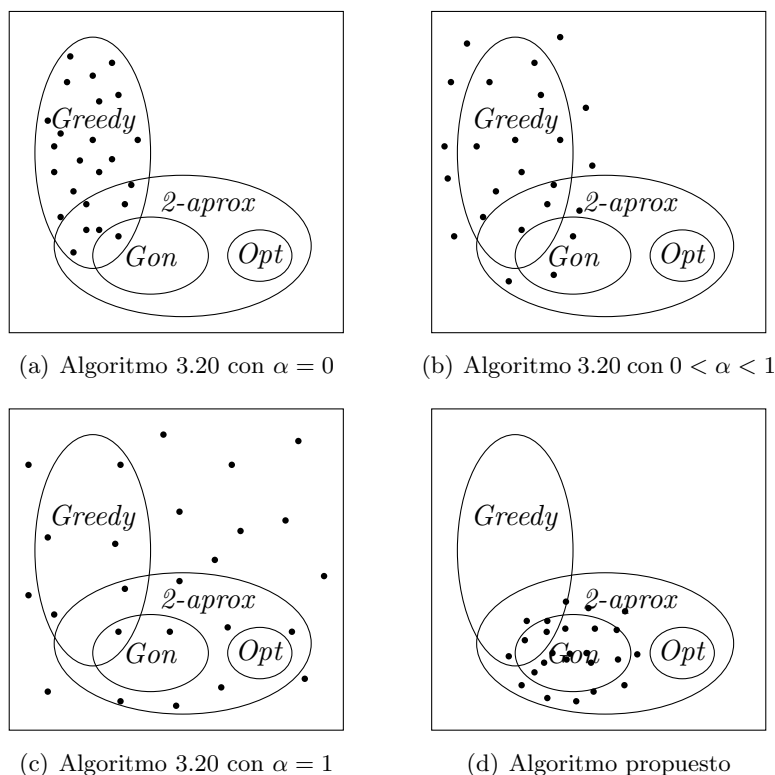 Greedy
2-aprox
Gon
Opt
(a) Algoritmo 3.20 con α = 0
Greedy
2-aprox
Gon
Opt
(b) Algoritmo 3.20 con 0 < α < 1
Greedy
2-aprox
Gon
Opt
(c) Algoritmo 3.20 con α = 1
Greedy
2-aprox
Gon
Opt
(d) Algoritmo propuesto